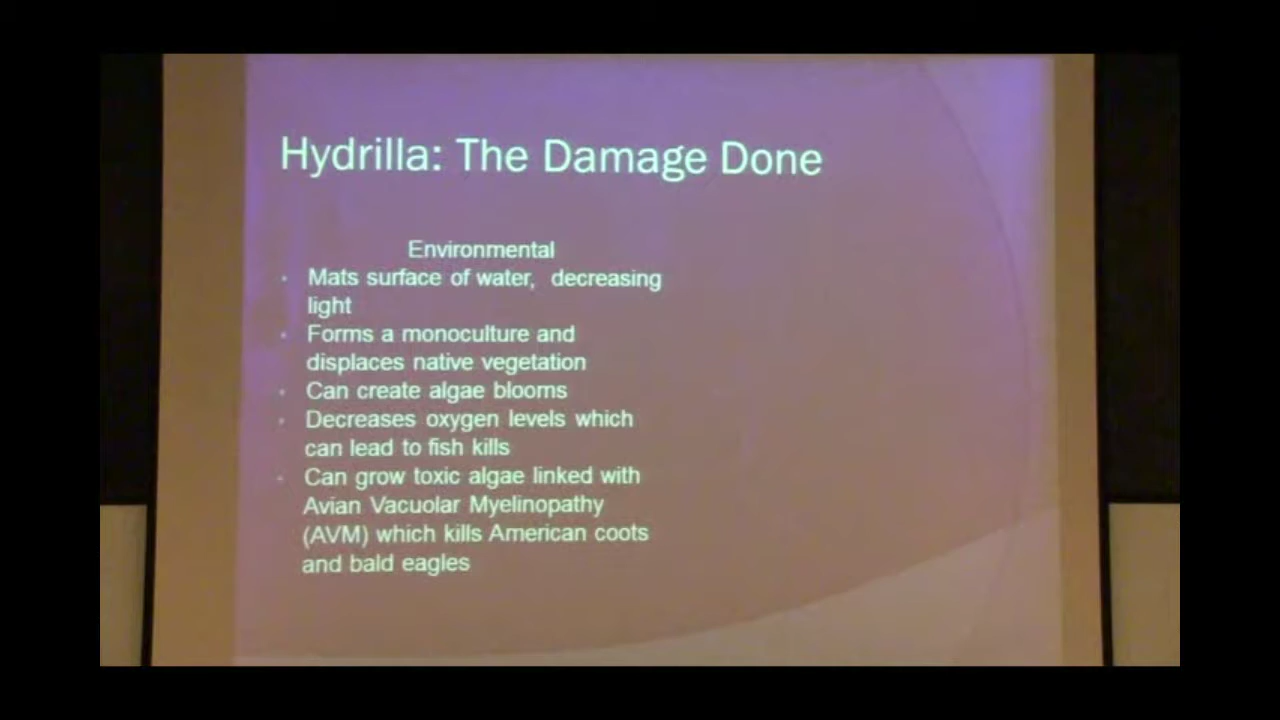 Hydrilla: The Damage Done
Environmental
• Mats surface of water, decreasing
light
• Forms a monoculture and
displaces native vegetation
• Can create algae blooms
• Decreases oxygen levels which
can lead to fish kills
• Can grow toxic algae linked with
Avian Vacuolar Myelinopathy
(AVM) which kills American coots
and bald eagles